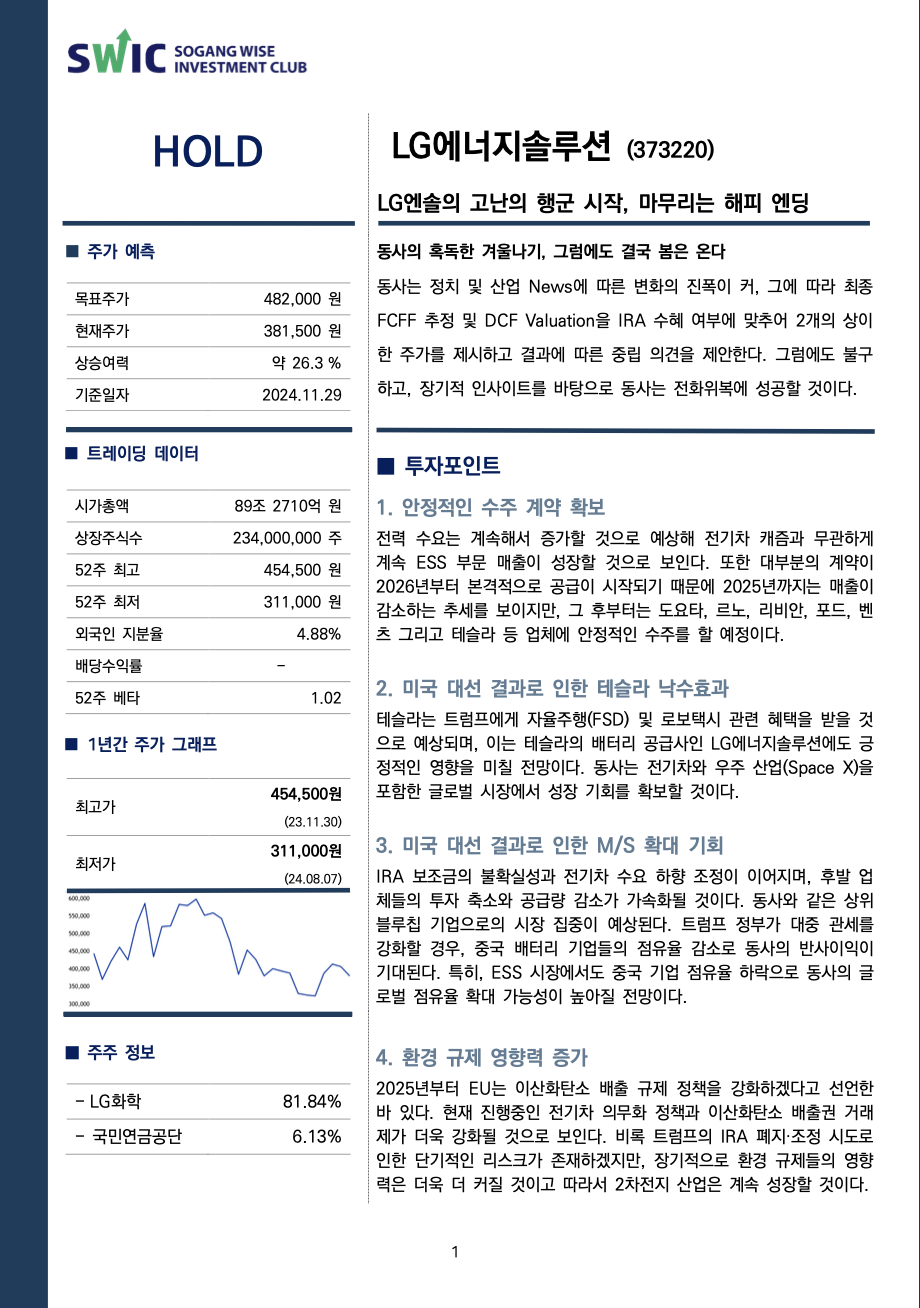 SWIC SOGANG WISE
INVESTMENT CLUB
HOLD
■ 주가 예측
목표주가 482,000 원
현재주가 381,500 원
상승여력 약 26.3 %
기준일자 2024.11.29
■ 트레이딩 데이터
시가총액 89조 2710억 원
상장주식수 234,000,000 주
52주 최고 454,500 원
52주 최저 311,000 원
외국인 지분율 4.88%
배당수익률 –
52주 베타 1.02
■ 1년간 주가 그래프
최고가 454,500원
(23.11.30)
최저가 311,000원
(24.08.07)
600,000
550,000
500,000
450,000
400,000
350,000
300,000
■ 주주 정보
– LG화학 81.84%
– 국민연금공단 6.13%
LG에너지솔루션 (373220)
LG엔솔의 고난의 행군 시작, 마무리는 해피 엔딩
동사의 혹독한 겨울나기, 그럼에도 결국 봄은 온다
동사는 정치 및 산업 News에 따른 변화의 진폭이 커, 그에 따라 최종
FCFF 추정 및 DCF Valuation을 IRA 수혜 여부에 맞추어 2개의 상이
한 주가를 제시하고 결과에 따른 중립 의견을 제안한다. 그럼에도 불구
하고, 장기적 인사이트를 바탕으로 동사는 전화위복에 성공할 것이다.
■ 투자포인트
1. 안정적인 수주 계약 확보
전력 수요는 계속해서 증가할 것으로 예상해 전기차 캐즘과 무관하게
계속 ESS 부문 매출이 성장할 것으로 보인다. 또한 대부분의 계약이
2026년부터 본격적으로 공급이 시작되기 때문에 2025년까지는 매출이
감소하는 추세를 보이지만, 그 후부터는 도요타, 르노, 리비안, 포드, 벤
츠 그리고 테슬라 등 업체에 안정적인 수주를 할 예정이다.
2. 미국 대선 결과로 인한 테슬라 낙수효과
테슬라는 트럼프에게 자율주행(FSD) 및 로보택시 관련 혜택을 받을 것
으로 예상되며, 이는 테슬라의 배터리 공급사인 LG에너지솔루션에도 긍
정적인 영향을 미칠 전망이다. 동사는 전기차와 우주 산업(Space X)을
포함한 글로벌 시장에서 성장 기회를 확보할 것이다.
3. 미국 대선 결과로 인한 M/S 확대 기회
IRA 보조금의 불확실성과 전기차 수요 하향 조정이 이어지며, 후발 업
체들의 투자 축소와 공급량 감소가 가속화될 것이다. 동사와 같은 상위
블루칩 기업으로의 시장 집중이 예상된다. 트럼프 정부가 대중 관세를
강화할 경우, 중국 배터리 기업들의 점유율 감소로 동사의 반사이익이
기대된다. 특히, ESS 시장에서도 중국 기업 점유율 하락으로 동사의 글
로벌 점유율 확대 가능성이 높아질 전망이다.
4. 환경 규제 영향력 증가
2025년부터 EU는 이산화탄소 배출 규제 정책을 강화하겠다고 선언한
바 있다. 현재 진행중인 전기차 의무화 정책과 이산화탄소 배출권 거래
제가 더욱 강화될 것으로 보인다. 비록 트럼프의 IRA 폐지·조정 시도로
인한 단기적인 리스크가 존재하겠지만, 장기적으로 환경 규제들의 영향
력은 더욱 더 커질 것이고 따라서 2차전지 산업은 계속 성장할 것이다.
1